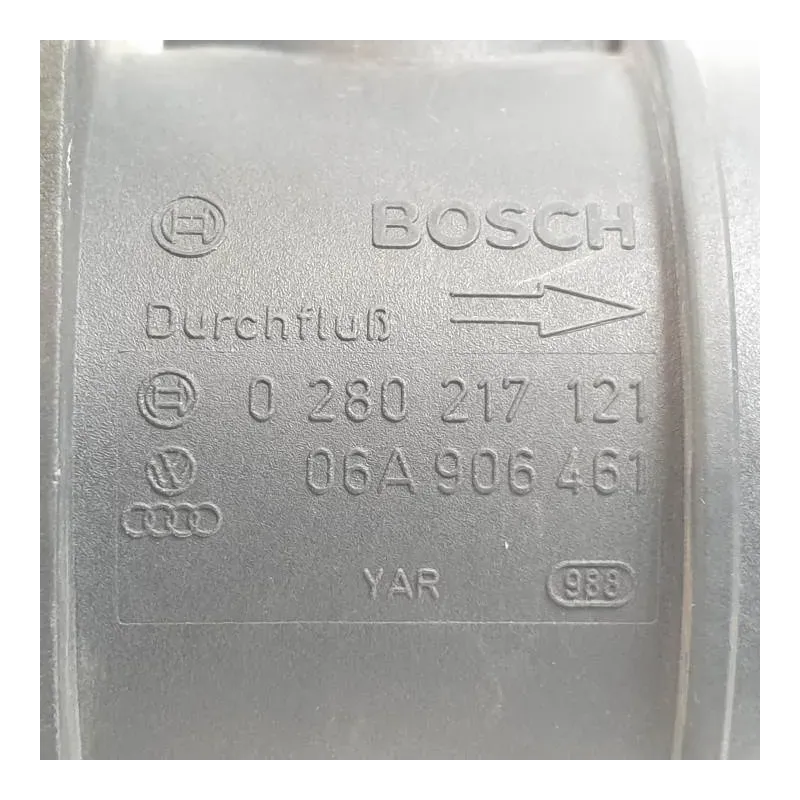 BOSCH
Durchfluß
0 280 217 121
06A 906 461
YAR 988